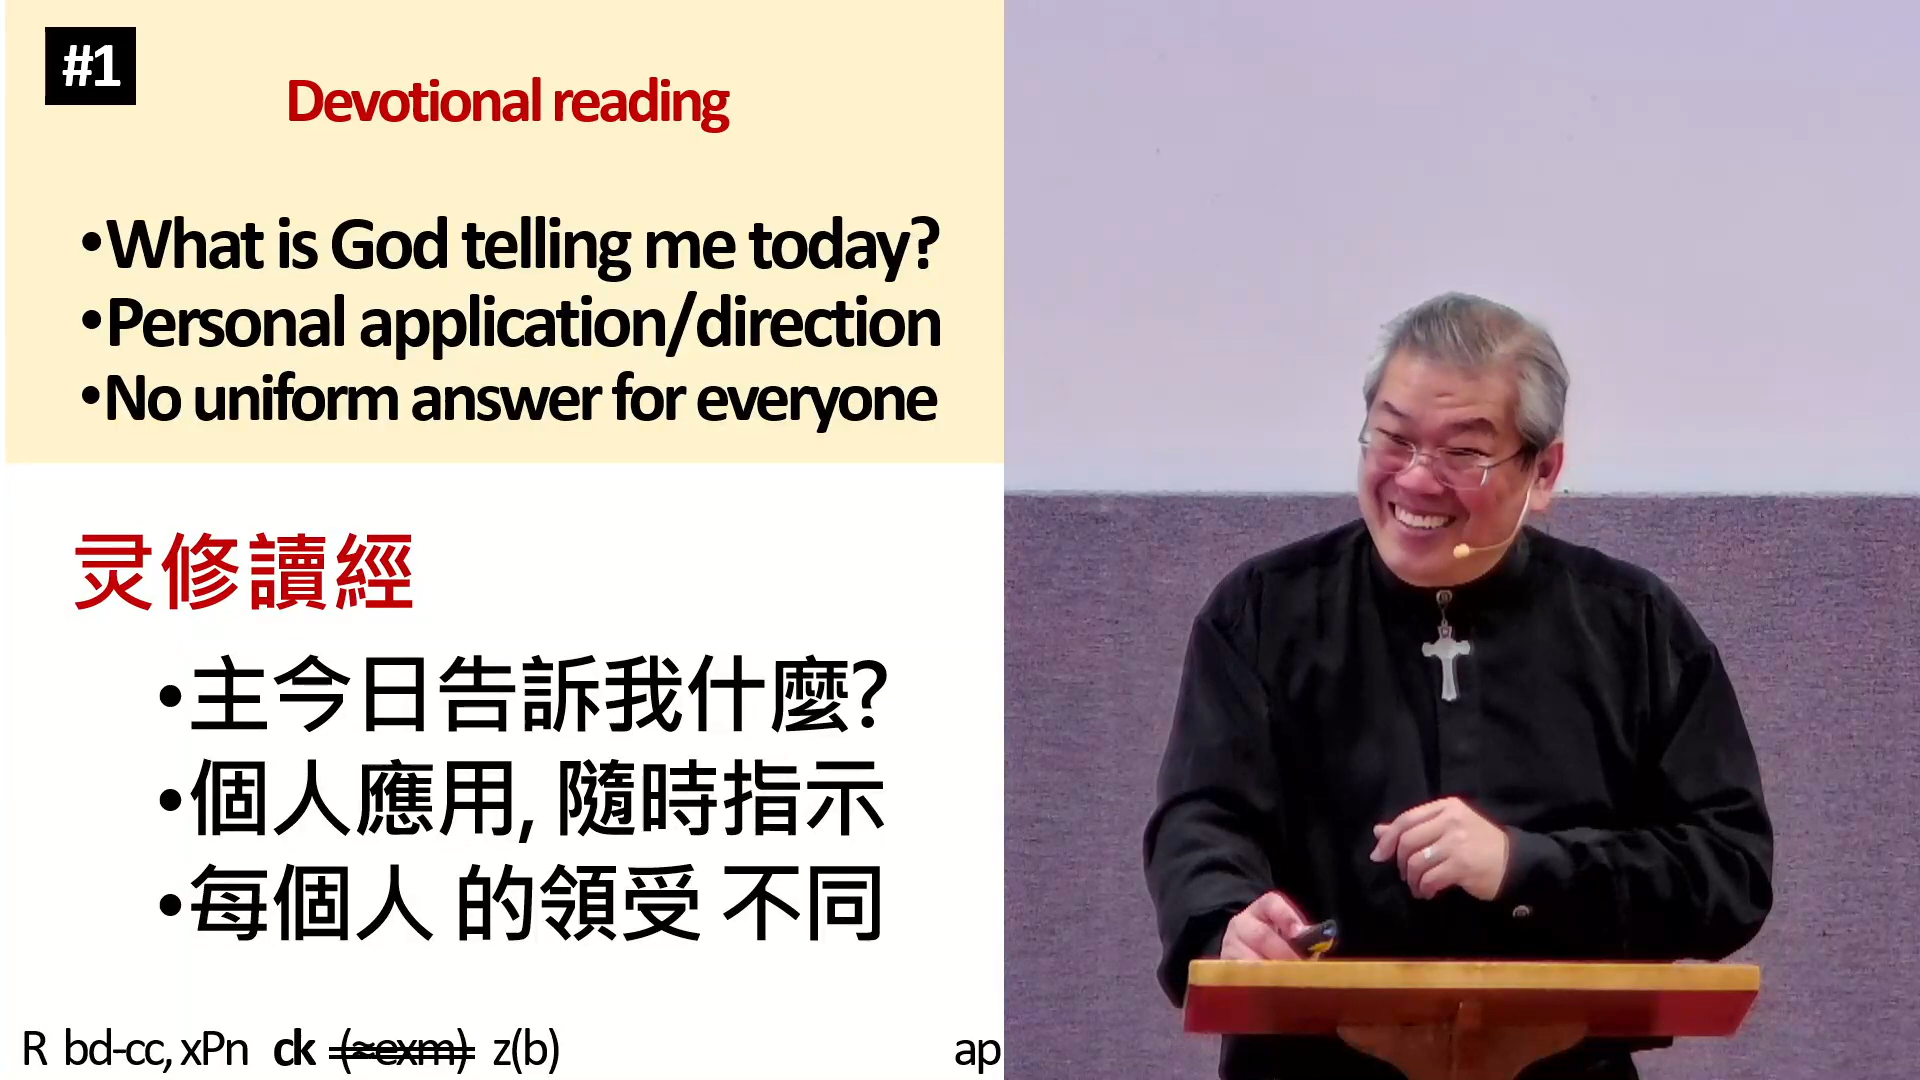 #1
Devotional reading
•What is God telling me today?
•Personal application/direction
•No uniform answer for everyone
灵修讀經
•主今日告訴我什麼?
•個人應用, 隨時指示
•每個人 的領受 不同
R bd-cc, xPn ck (≈exm) z(b) ap